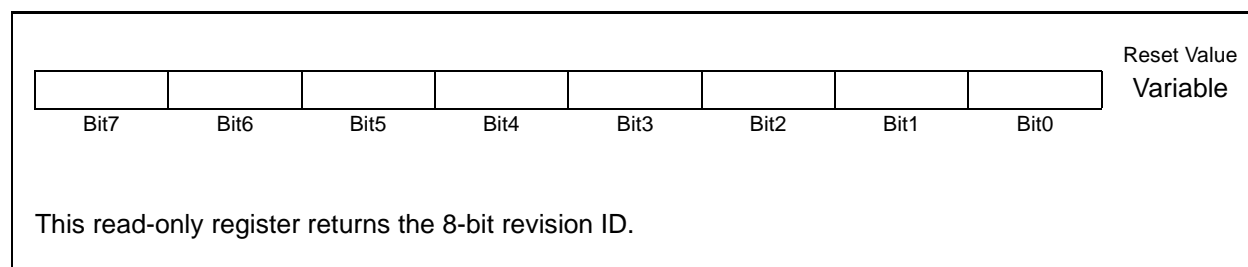 Reset Value
Variable
Bit7 Bit6 Bit5 Bit4 Bit3 Bit2 Bit1 Bit0
This read-only register returns the 8-bit revision ID.